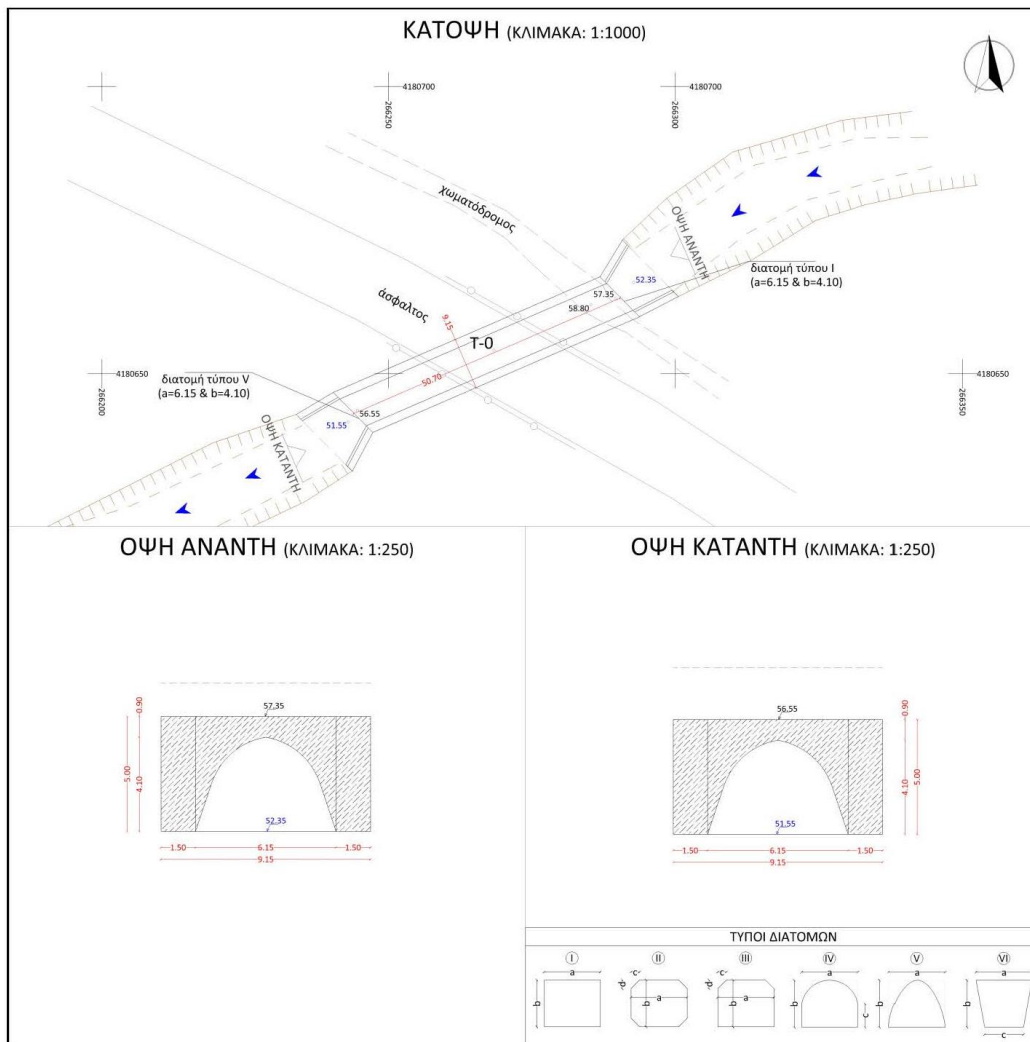 ΚΑΤΟΨΗ (ΚΛΙΜΑΚΑ: 1:1000)
4180700
4180700
266250
266300
χωματόδρομος
ΟΨΗ ΑΝΑΝΤΗ
διατομή τύπου I
(a=6.15 & b=4.10)
52.35
57.35
58.80
άσφαλτος
9.15
T-0
50.70
4180650
4180650
266200
266350
διατομή τύπου V
(a=6.15 & b=4.10)
56.55
51.55
ΟΨΗ ΚΑΤΑΝΤΗ
ΟΨΗ ΑΝΑΝΤΗ (ΚΛΙΜΑΚΑ: 1:250)
57.35
0.90
5.00
4.10
52.35
1.50
6.15
1.50
9.15
ΟΨΗ ΚΑΤΑΝΤΗ (ΚΛΙΜΑΚΑ: 1:250)
56.55
0.90
4.10
5.00
51.55
1.50
6.15
1.50
9.15
ΤΥΠΟΙ ΔΙΑΤΟΜΩΝ
I II III IV V VI
a c c a a a
d d
b a b a b b c b b
c